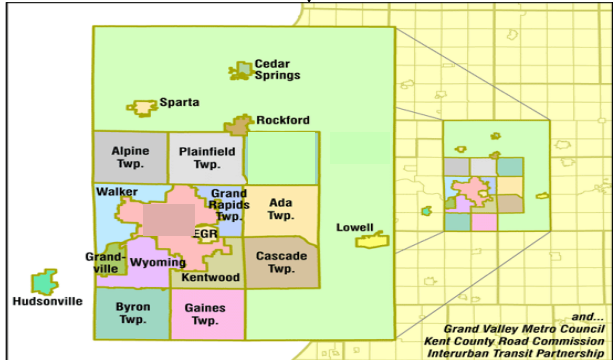 Cedar
Springs
Sparta
Rockford
Alpine
Twp.
Plainfield
Twp.
Walker
Grand
Rapids
Twp.
Ada
Twp.
EGR
Lowell
Grand-
ville
Wyoming
Kentwood
Cascade
Twp.
Hudsonville
Byron
Twp.
Gaines
Twp.
and...
Grand Valley Metro Council
Kent County Road Commission
Interurban Transit Partnership